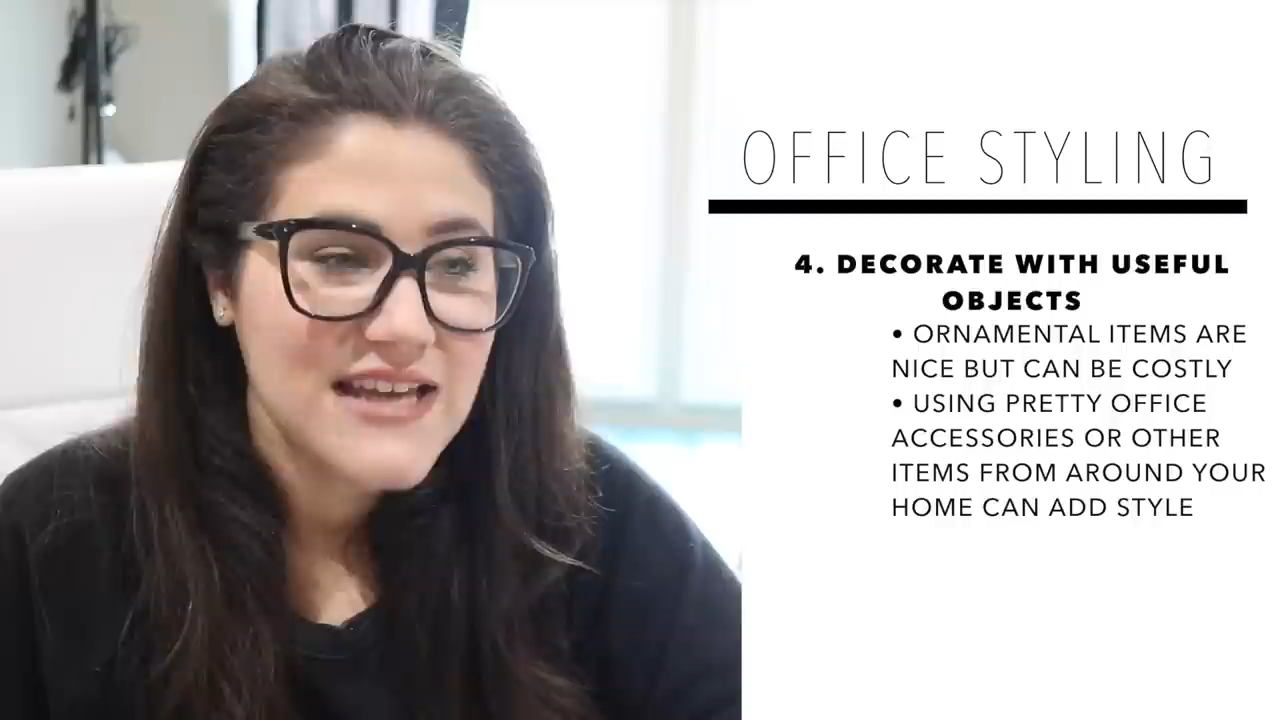 OFFICE STYLING
4. DECORATE WITH USEFUL
OBJECTS
• ORNAMENTAL ITEMS ARE
NICE BUT CAN BE COSTLY
• USING PRETTY OFFICE
ACCESSORIES OR OTHER
ITEMS FROM AROUND YOUR
HOME CAN ADD STYLE